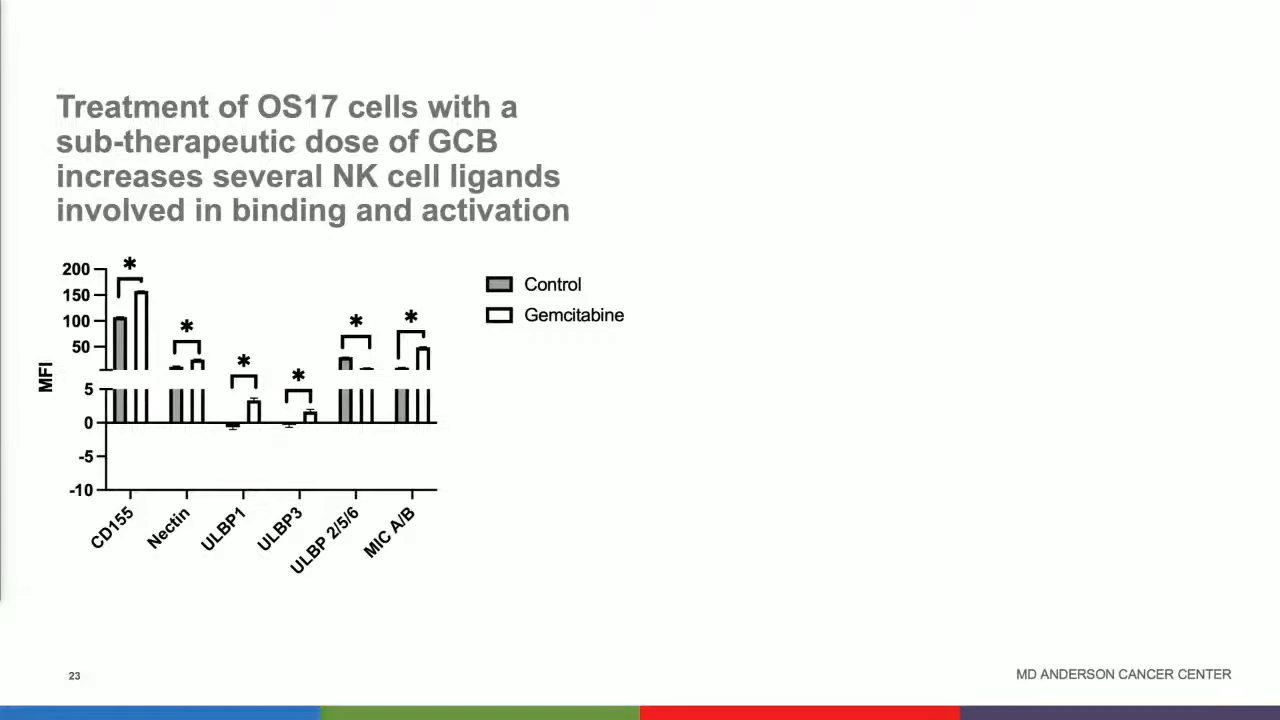 Treatment of OS17 cells with a
sub-therapeutic dose of GCB
increases several NK cell ligands
involved in binding and activation
200
150
100
50
5
0
-5
-10
MFI
*
*
*
*
*
*
Control
Gemcitabine
CD155
Nectin
ULBP1
ULBP3
ULBP 2/5/6
MIC A/B
23
MD ANDERSON CANCER CENTER